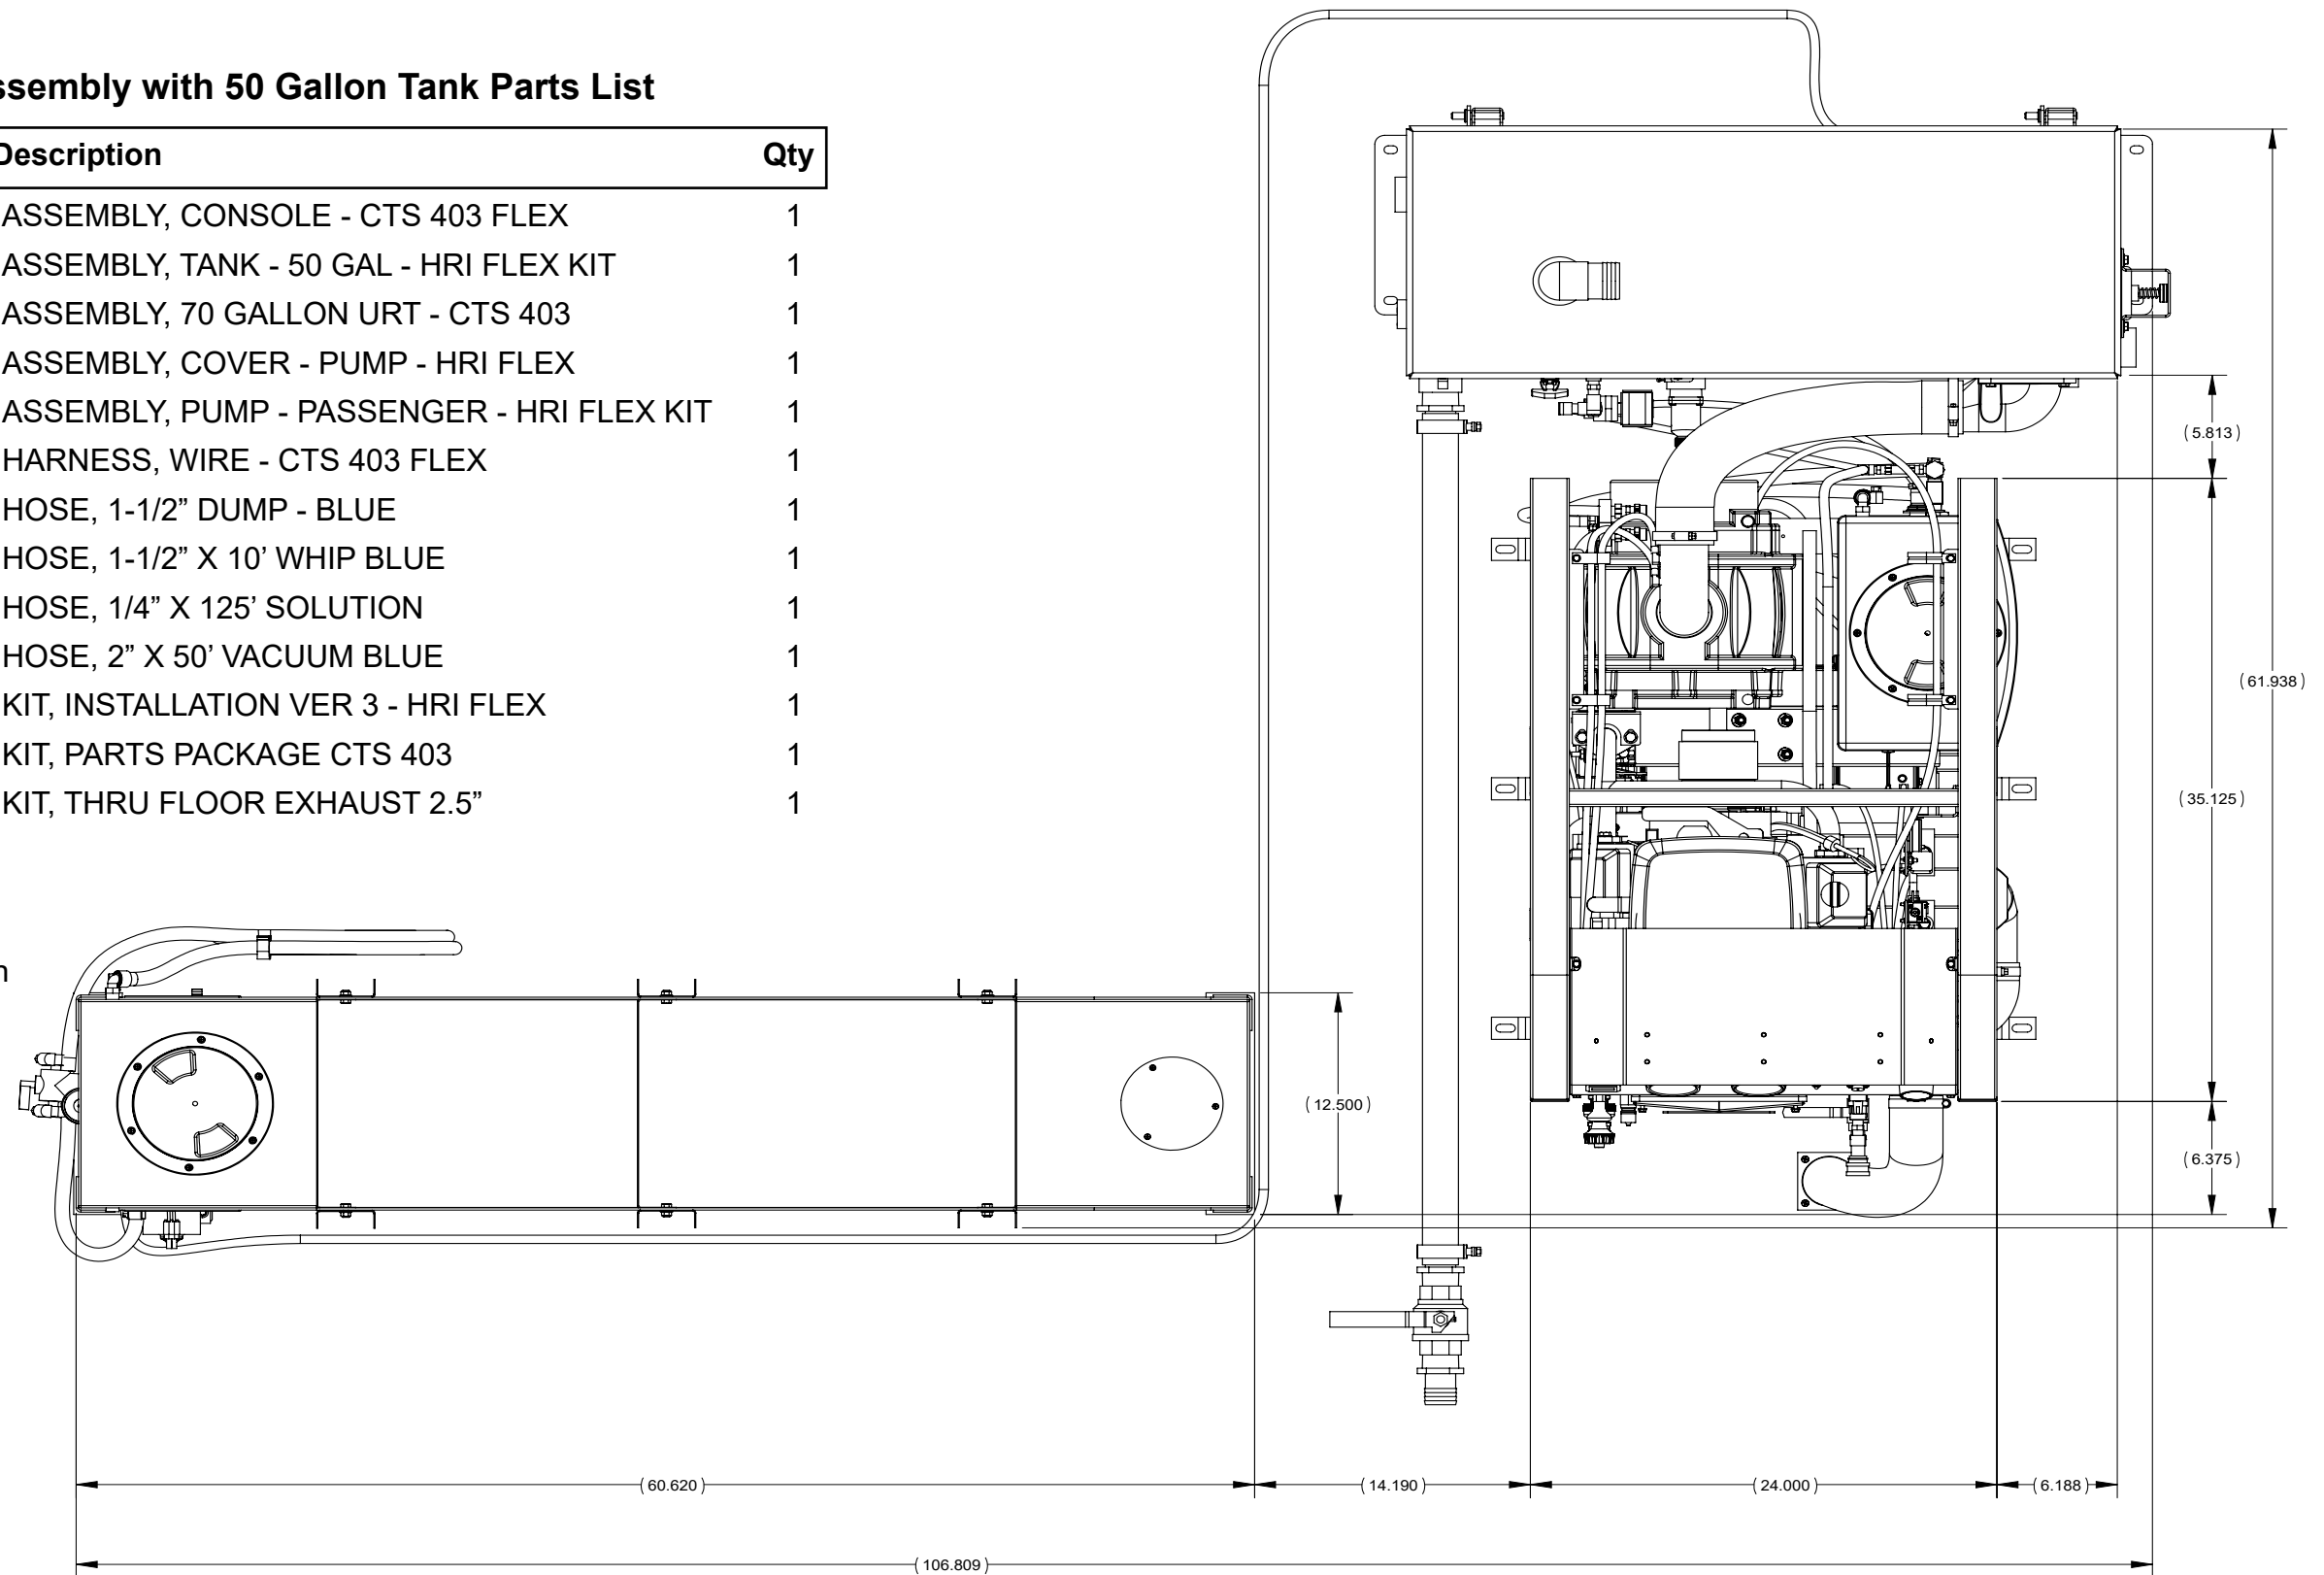 ssembly with 50 Gallon Tank Parts List
Description Qty
ASSEMBLY, CONSOLE - CTS 403 FLEX 1
ASSEMBLY, TANK - 50 GAL - HRI FLEX KIT 1
ASSEMBLY, 70 GALLON URT - CTS 403 1
ASSEMBLY, COVER - PUMP - HRI FLEX 1
ASSEMBLY, PUMP - PASSENGER - HRI FLEX KIT 1
HARNESS, WIRE - CTS 403 FLEX 1
HOSE, 1-1/2” DUMP - BLUE 1
HOSE, 1-1/2” X 10’ WHIP BLUE 1
HOSE, 1/4” X 125’ SOLUTION 1
HOSE, 2” X 50’ VACUUM BLUE 1
KIT, INSTALLATION VER 3 - HRI FLEX 1
KIT, PARTS PACKAGE CTS 403 1
KIT, THRU FLOOR EXHAUST 2.5” 1
(5.813)
(61.938)
(35.125)
n
(12.500)
(6.375)
(60.620)
(14.190)
(24.000)
(6.188)
(106.809)